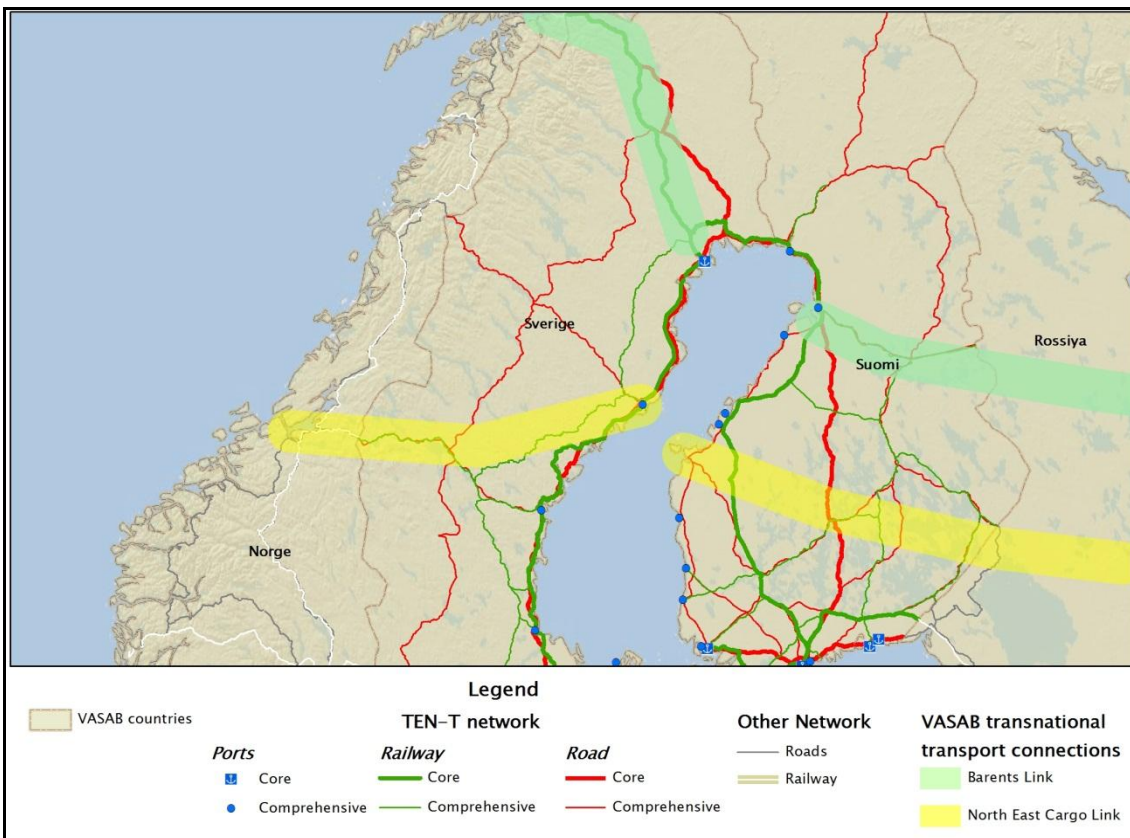 Sverige
Suomi
Rossiya
Norge
Legend
VASAB countries
TEN-T network
Ports
Core
Comprehensive
Railway
Core
Comprehensive
Road
Core
Comprehensive
Other Network
Roads
Railway
VASAB transnational
transport connections
Barents Link
North East Cargo Link